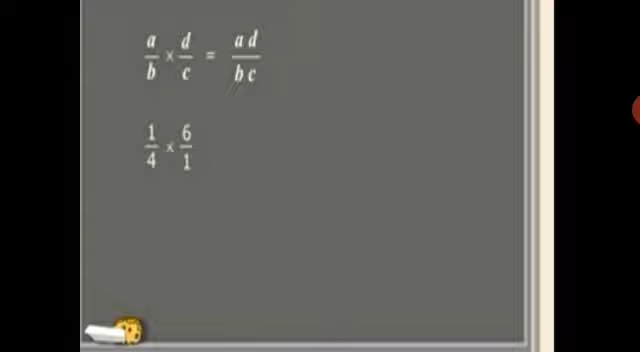 a/b × d/c = ad/bc
1/4 × 6/1